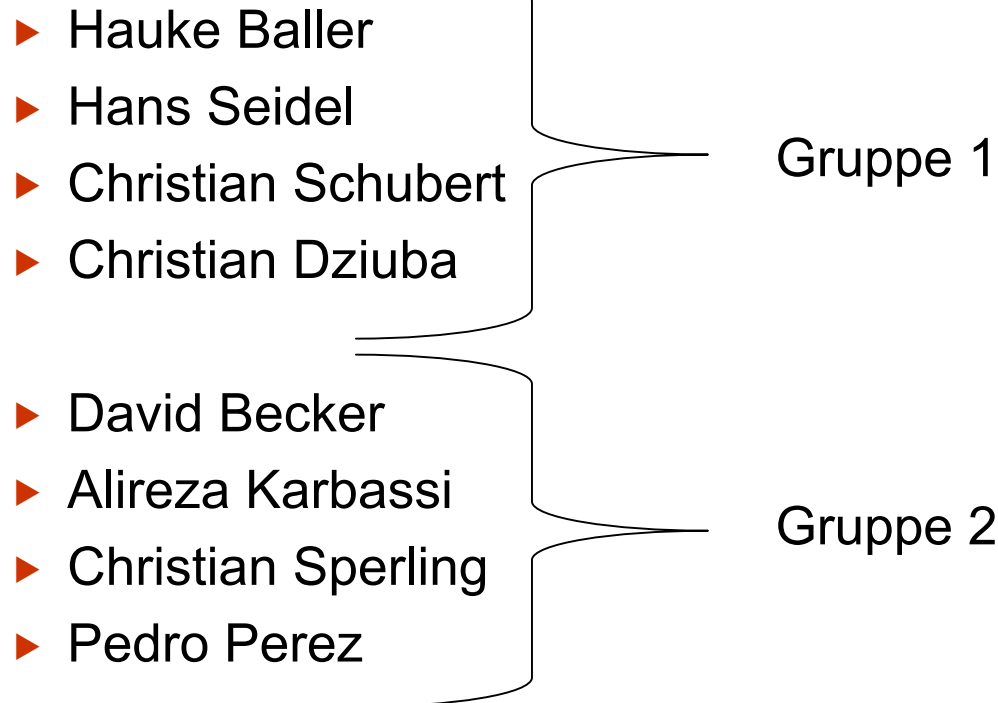 Hauke Baller
Hans Seidel
Christian Schubert
Christian Dziuba
Gruppe 1
David Becker
Alireza Karbassi
Christian Sperling
Pedro Perez
Gruppe 2